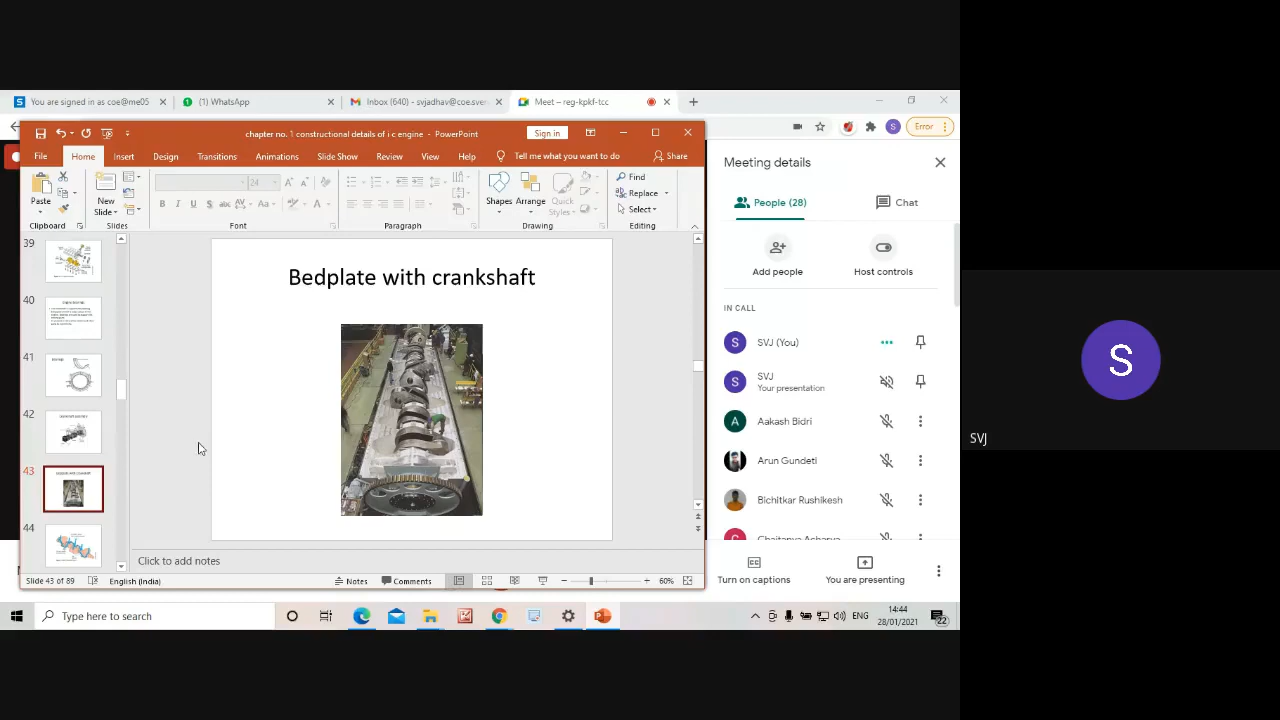 You are signed in as coe@me05
(1) WhatsApp
Inbox (640) - svjadhav@coe.sve
Meet – reg-kpkf-tcc
Error
chapter no. 1 constructional details of i c engine - PowerPoint
Sign in
File Home Insert Design Transitions Animations Slide Show Review View Help Tell me what you want to do Share
Paste
New Slide
24
Shapes Arrange Quick Styles
Find
Replace
Select
Clipboard Slides Font Paragraph Drawing Editing
39
40
41
42
43
44
Bedplate with crankshaft
Click to add notes
Slide 43 of 89 English (India) Notes Comments 60%
Meeting details
People (28) Chat
Add people Host controls
IN CALL
S SVJ (You)
S SVJ
Your presentation
A Aakash Bidri
Arun Gundeti
Bichitkar Rushikesh
Turn on captions You are presenting
S
SVJ
Type here to search
ENG
14:44
28/01/2021
22